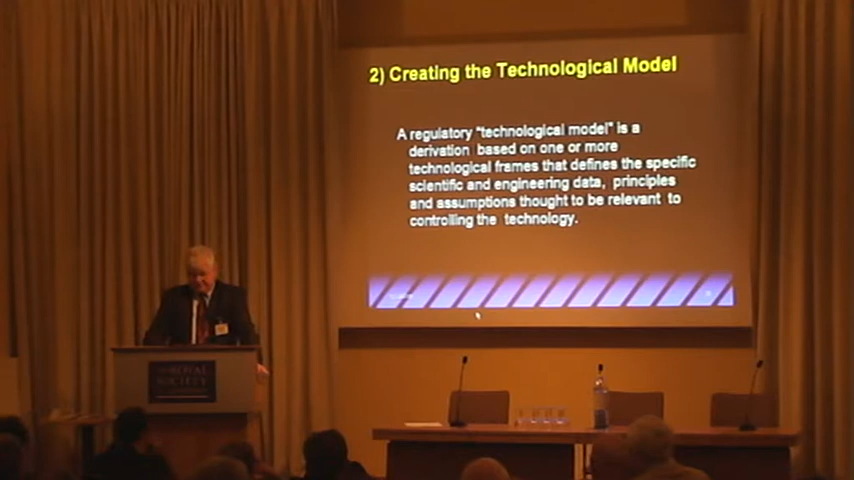 2) Creating the Technological Model
A regulatory "technological model" is a
derivation based on one or more
technological frames that defines the specific
scientific and engineering data, principles
and assumptions thought to be relevant to
controlling the technology.
THE ROYAL
SOCIETY